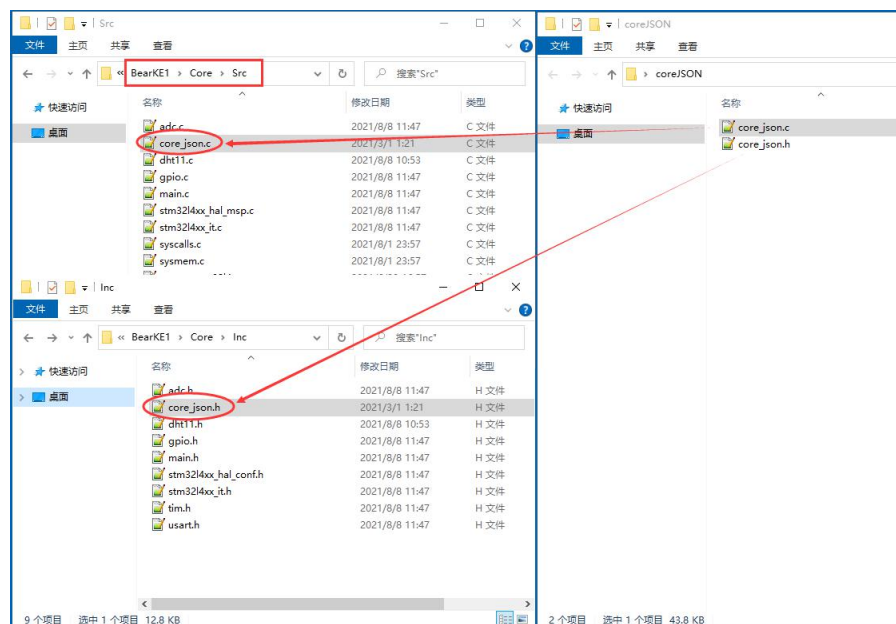 Src
文件 主页 共享 查看
« BearKE1 › Core › Src 搜索"Src"
快速访问
桌面
名称 修改日期 类型
adc.c 2021/8/8 11:47 C 文件
core_json.c 2021/3/1 1:21 C 文件
dht11.c 2021/8/8 10:53 C 文件
gpio.c 2021/8/8 11:47 C 文件
main.c 2021/8/8 11:47 C 文件
stm32l4xx_hal_msp.c 2021/8/8 11:47 C 文件
stm32l4xx_it.c 2021/8/8 11:47 C 文件
syscalls.c 2021/8/1 23:57 C 文件
sysmem.c 2021/8/1 23:57 C 文件
Inc
文件 主页 共享 查看
« BearKE1 › Core › Inc 搜索"Inc"
快速访问
桌面
名称 修改日期 类型
adc.h 2021/8/8 11:47 H 文件
core_json.h 2021/3/1 1:21 H 文件
dht11.h 2021/8/8 10:53 H 文件
gpio.h 2021/8/8 11:47 H 文件
main.h 2021/8/8 11:47 H 文件
stm32l4xx_hal_conf.h 2021/8/8 11:47 H 文件
stm32l4xx_it.h 2021/8/8 11:47 H 文件
tim.h 2021/8/8 11:47 H 文件
usart.h 2021/8/8 11:47 H 文件
9 个项目 选中 1 个项目 12.8 KB
coreJSON
文件 主页 共享 查看
› coreJSON
快速访问
桌面
名称
core_json.c
core_json.h
2 个项目 选中 1 个项目 43.8 KB